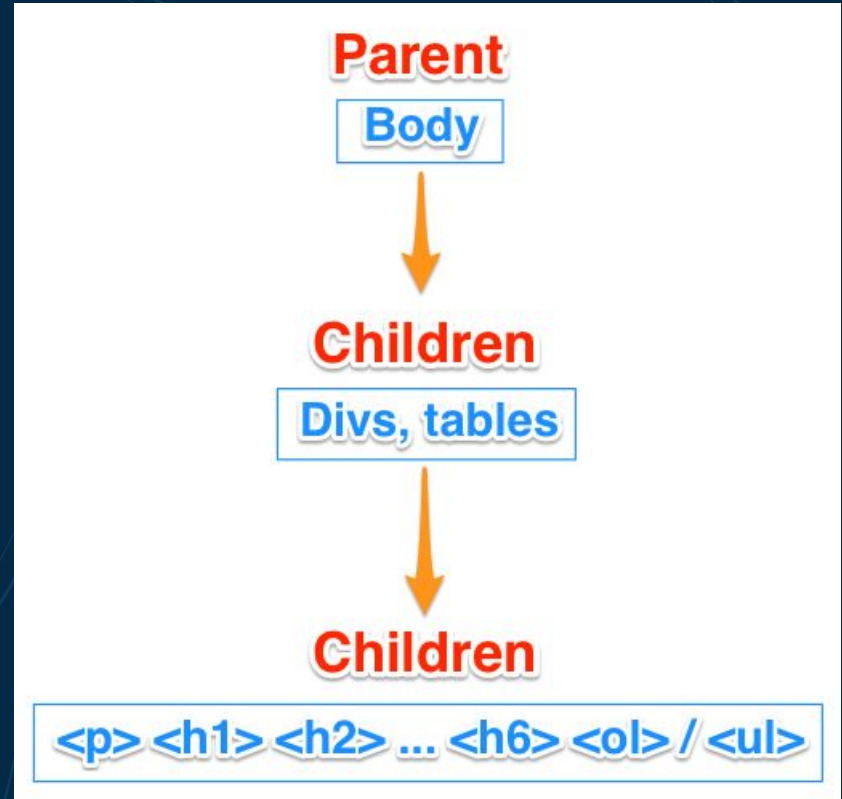 Parent
Body
Children
Divs, tables
Children
<p> <h1> <h2> ... <h6> <ol> / <ul>